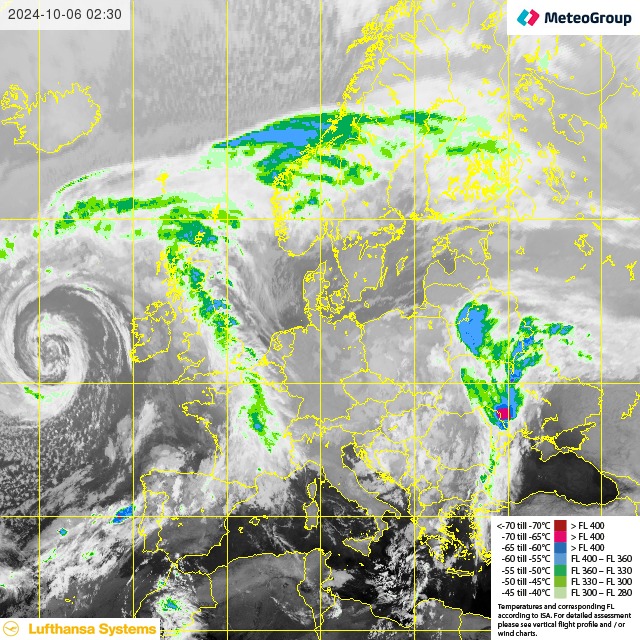 2024-10-06 02:30
MeteoGroup
<-70 till -70°C > FL 400
-70 till -65°C > FL 400
-65 till -60°C > FL 400
-60 till -55°C FL 400 - FL 360
-55 till -50°C FL 360 - FL 330
-50 till -45°C FL 330 - FL 300
-45 till -40°C FL 300 - FL 280
Temperatures and corresponding FL
according to ISA. For detailed assessment
please see vertical flight profile and / or
wind charts.
Lufthansa Systems